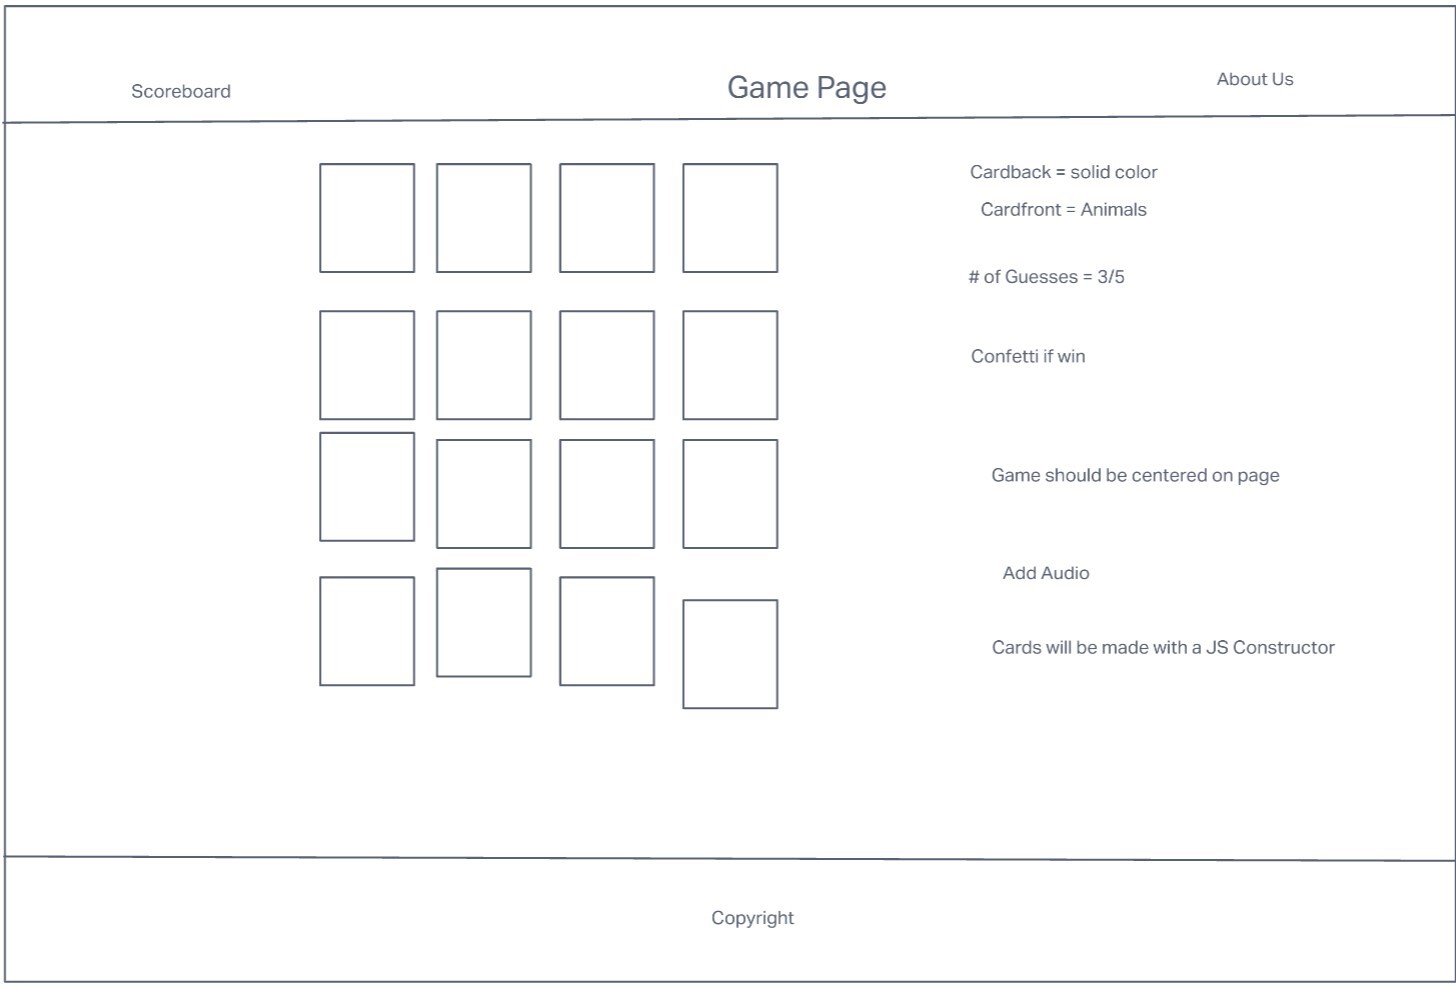 Scoreboard
Game Page
About Us
Cardback = solid color
Cardfront = Animals
# of Guesses = 3/5
Confetti if win
Game should be centered on page
Add Audio
Cards will be made with a JS Constructor
Copyright